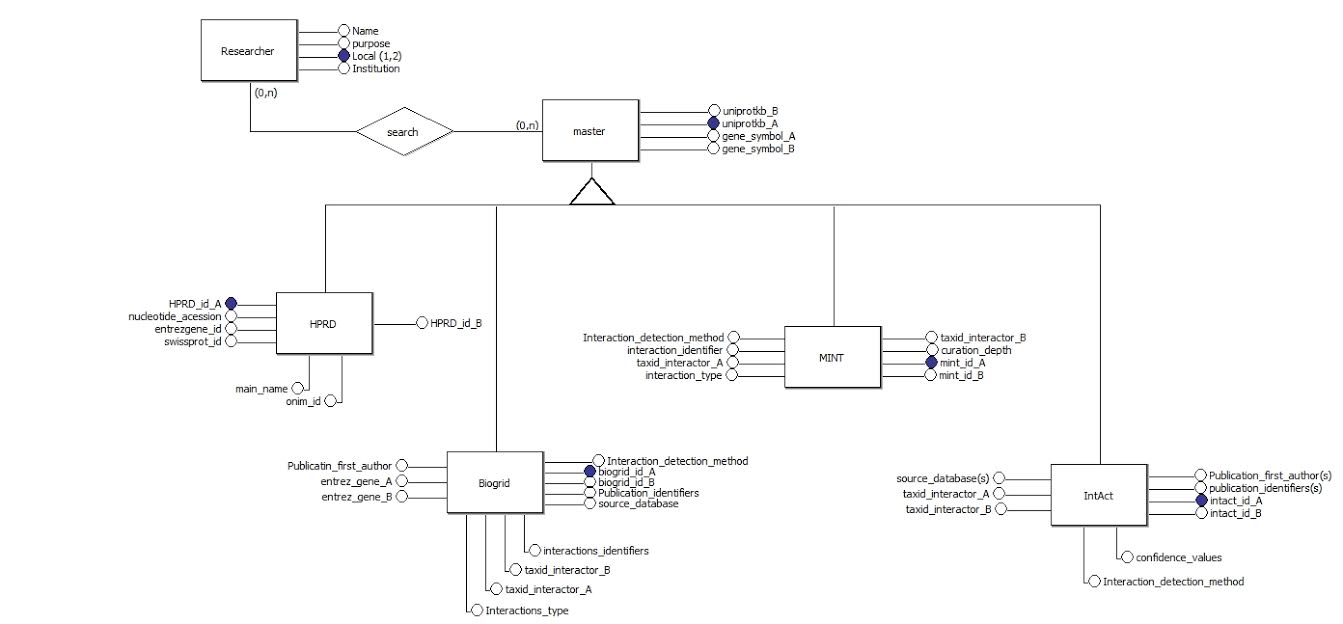 Researcher
Name
purpose
Local (1,2)
Institution
(0,n)
search
(0,n)
master
uniprotkb_B
uniprotkb_A
gene_symbol_A
gene_symbol_B
HPRD_id_A
nucleotide_acession
entrezgene_id
swissprot_id
HPRD
HPRD_id_B
main_name
onim_id
Interaction_detection_method
interaction_identifier
taxid_interactor_A
interaction_type
MINT
taxid_interactor_B
curation_depth
mint_id_A
mint_id_B
Publicatin_first_author
entrez_gene_A
entrez_gene_B
Biogrid
Interaction_detection_method
biogrid_id_A
biogrid_id_B
Publication_identifiers
source_database
interactions_identifiers
taxid_interactor_B
taxid_interactor_A
Interactions_type
source_database(s)
taxid_interactor_A
taxid_interactor_B
IntAct
Publication_first_author(s)
publication_identifiers(s)
intact_id_A
intact_id_B
confidence_values
Interaction_detection_method